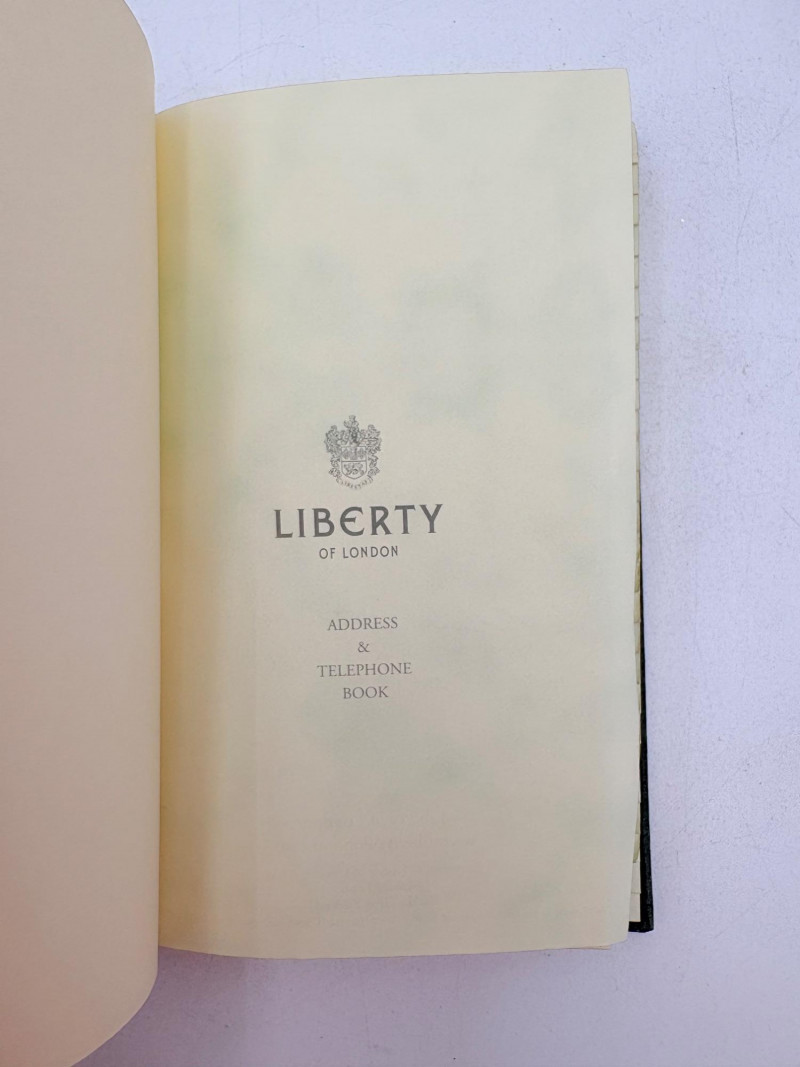 LIBERTY
OF LONDON
ADDRESS
&
TELEPHONE
BOOK